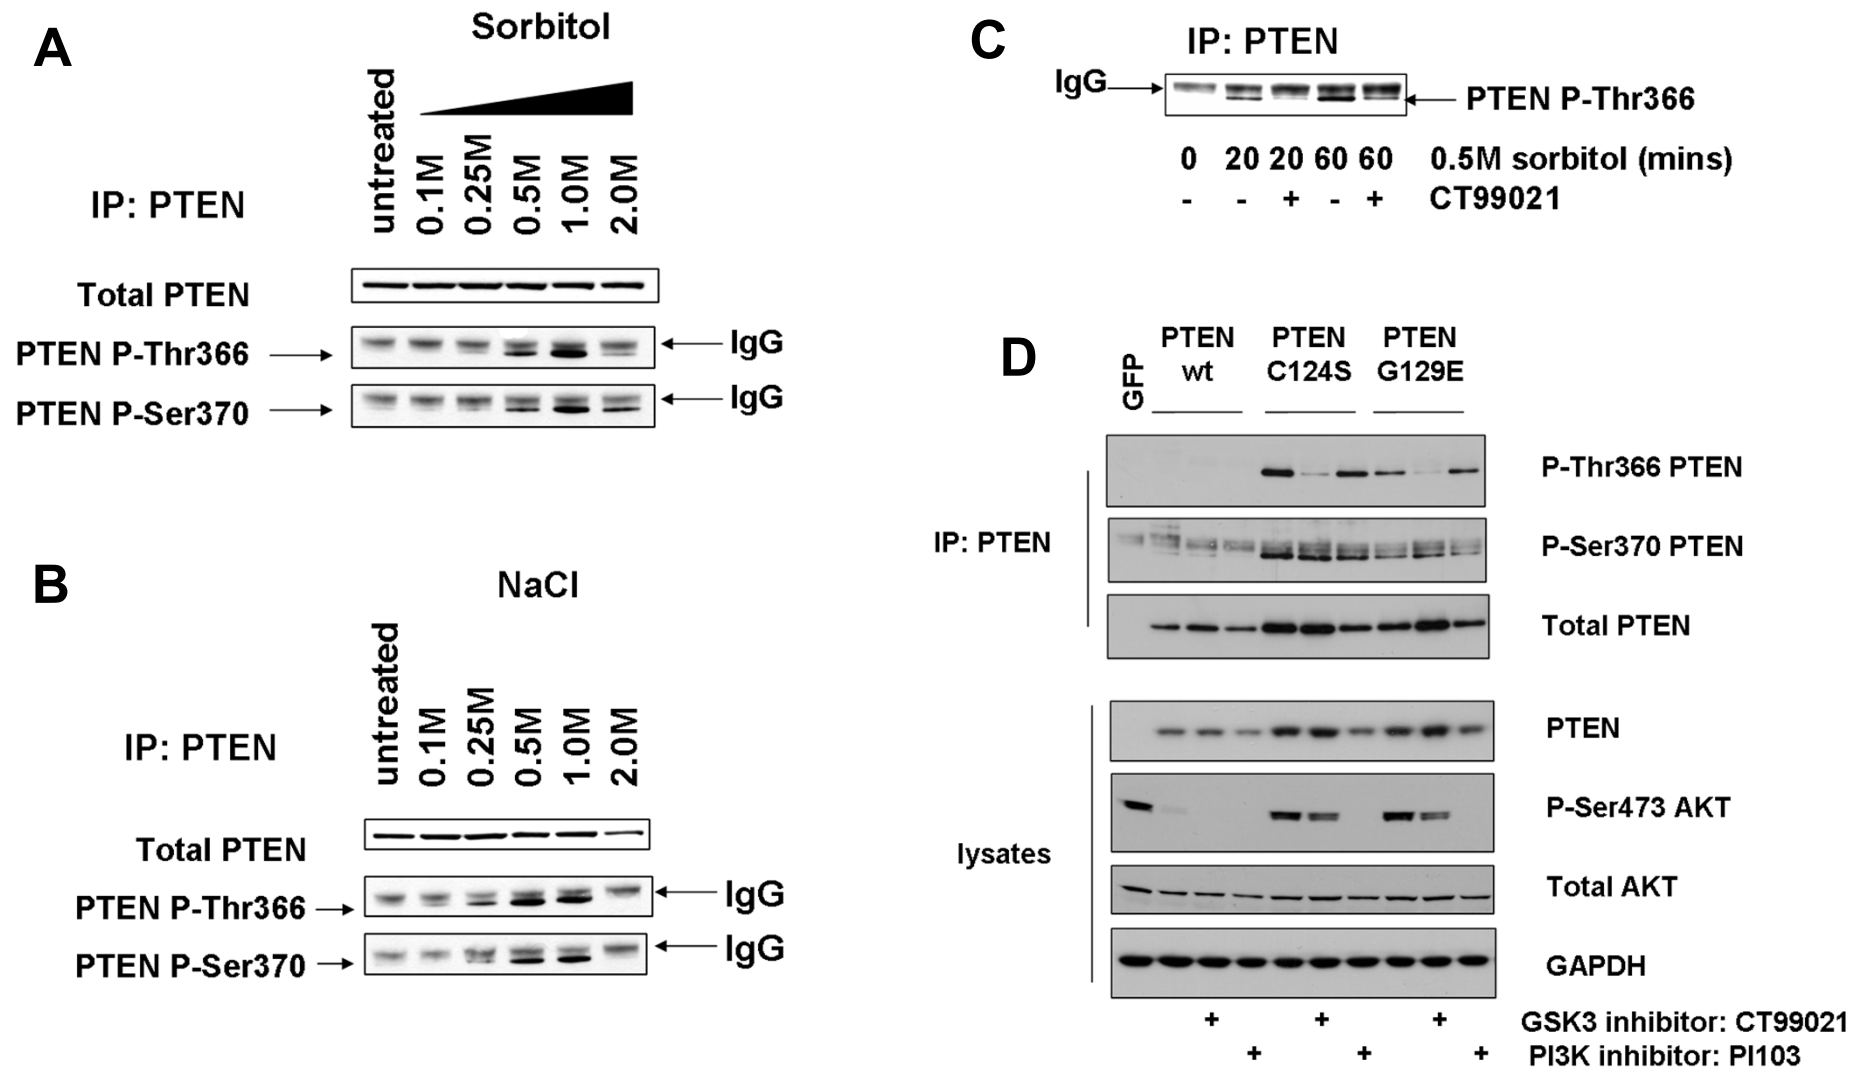 A
Sorbitol
IP: PTEN
untreated
0.1M
0.25M
0.5M
1.0M
2.0M
Total PTEN
PTEN P-Thr366
IgG
PTEN P-Ser370
IgG
B
NaCl
IP: PTEN
untreated
0.1M
0.25M
0.5M
1.0M
2.0M
Total PTEN
PTEN P-Thr366
IgG
PTEN P-Ser370
IgG
C
IP: PTEN
IgG
PTEN P-Thr366
0 20 20 60 60 0.5M sorbitol (mins)
- - + - + CT99021
D
GFP
PTEN wt
PTEN C124S
PTEN G129E
IP: PTEN
P-Thr366 PTEN
P-Ser370 PTEN
Total PTEN
lysates
PTEN
P-Ser473 AKT
Total AKT
GAPDH
+ + + GSK3 inhibitor: CT99021
+ + + PI3K inhibitor: PI103